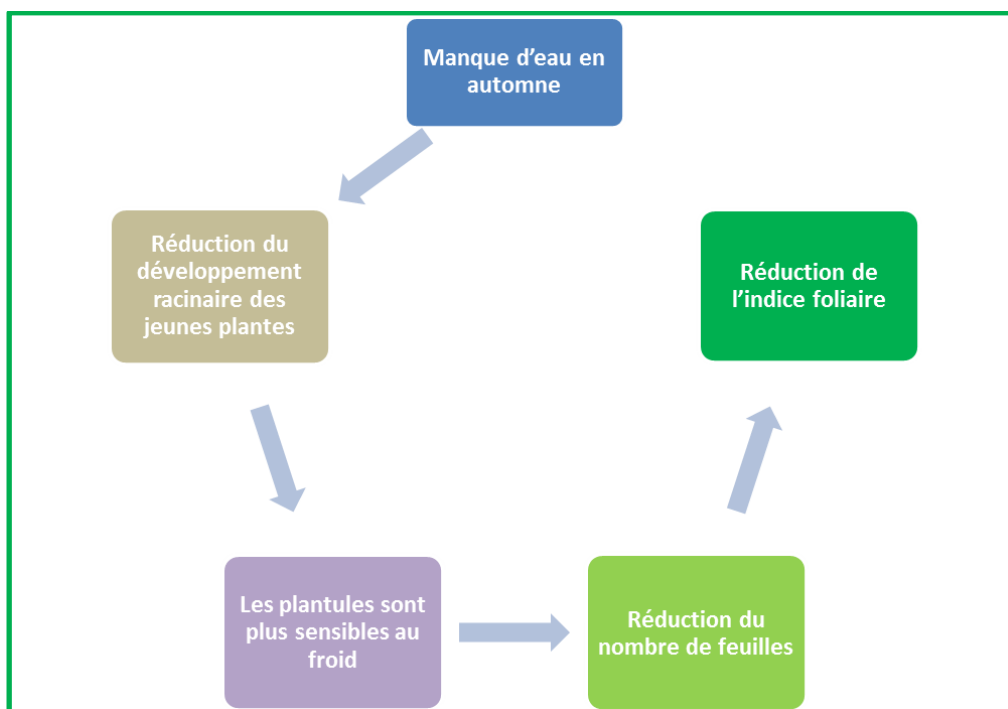 Manque d'eau en
automne
Réduction du
développement
racinaire des
jeunes plantes
Les plantules sont
plus sensibles au
froid
Réduction du
nombre de feuilles
Réduction de
l'indice foliaire